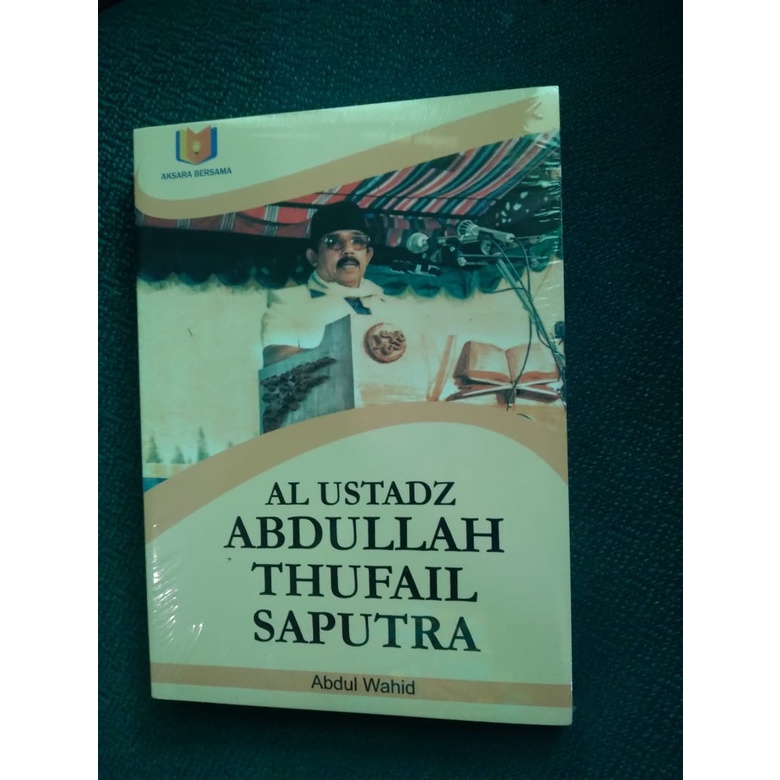 AKSARA BERSAMA
AL USTADZ
ABDULLAH
THUFAIL
SAPUTRA
Abdul Wahid